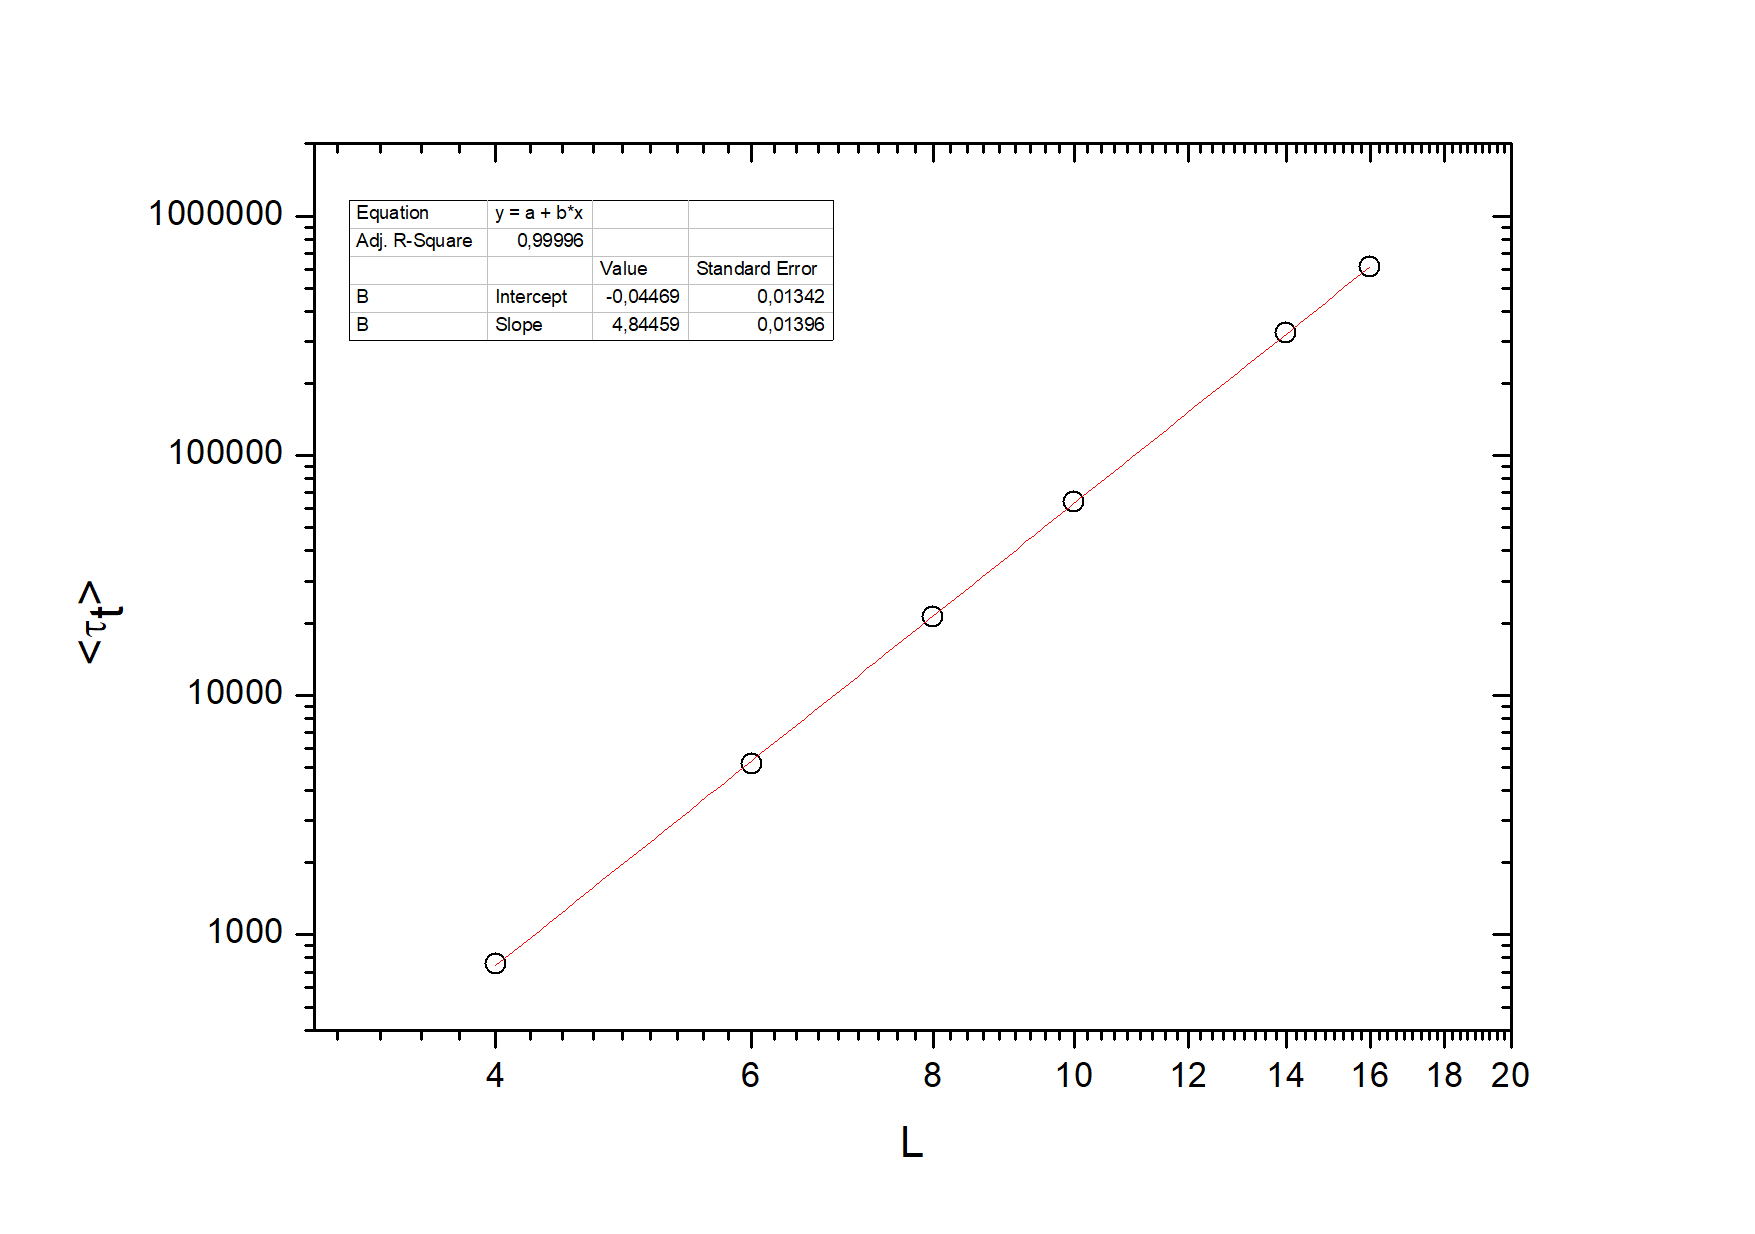 Equation y = a + b*x
Adj. R-Square 0,99996
Value Standard Error
B Intercept -0,04469 0,01342
B Slope 4,84459 0,01396
1000000
100000
10000
1000
<τt>
4 6 8 10 12 14 16 18 20
L